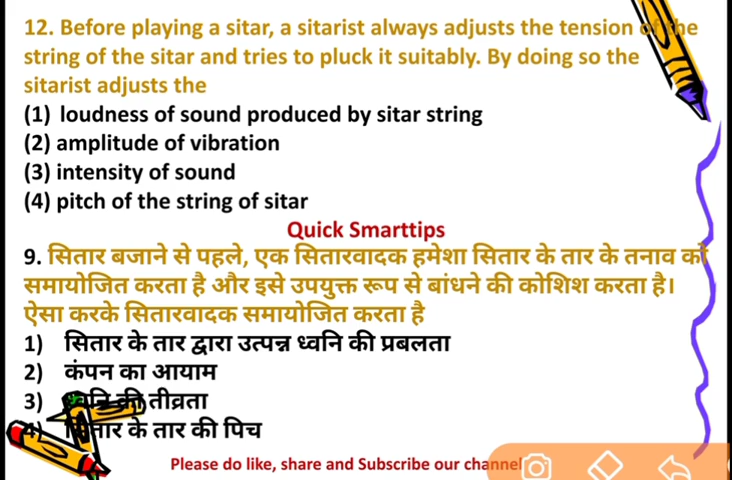 12. Before playing a sitar, a sitarist always adjusts the tension of the
string of the sitar and tries to pluck it suitably. By doing so the
sitarist adjusts the
(1) loudness of sound produced by sitar string
(2) amplitude of vibration
(3) intensity of sound
(4) pitch of the string of sitar
Quick Smarttips
9. सितार बजाने से पहले, एक सितारवादक हमेशा सितार के तार के तनाव को
समायोजित करता है और इसे उपयुक्त रूप से बांधने की कोशिश करता है।
ऐसा करके सितारवादक समायोजित करता है
1) सितार के तार द्वारा उत्पन्न ध्वनि की प्रबलता
2) कंपन का आयाम
3) ध्वनि की तीव्रता
4) सितार के तार की पिच
Please do like, share and Subscribe our channel